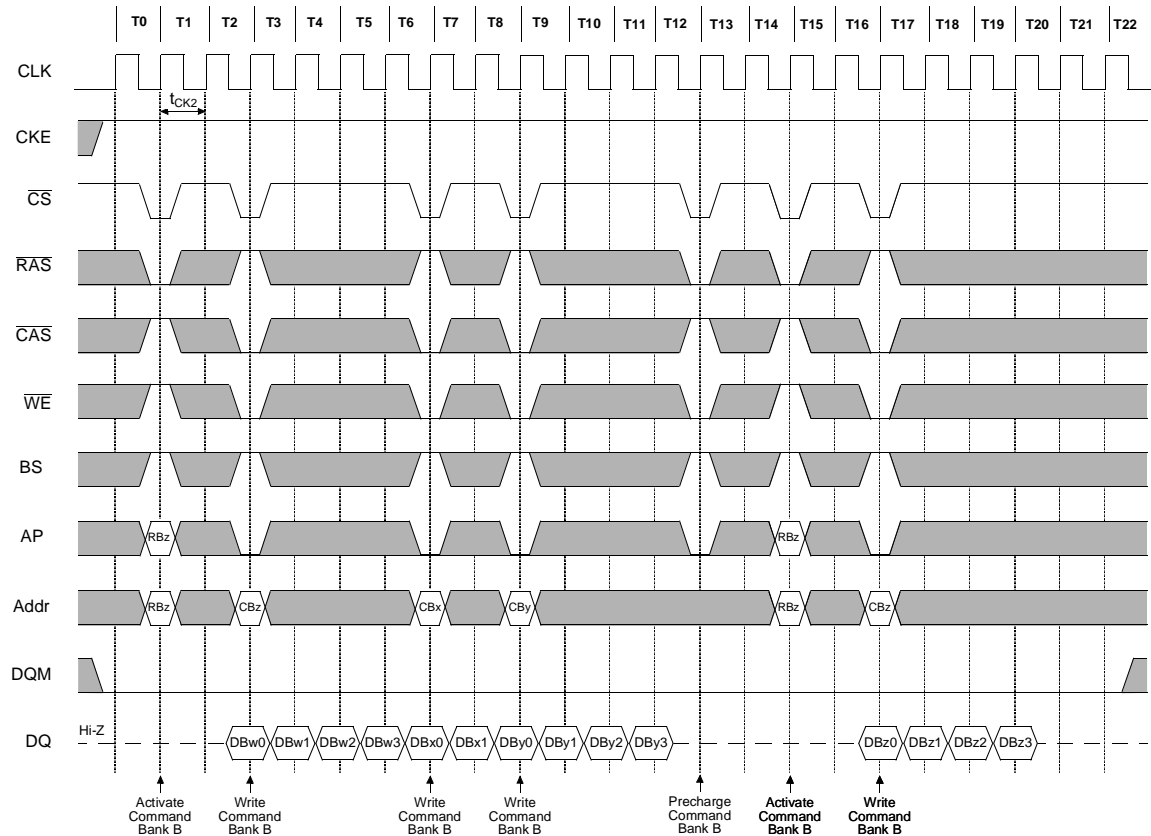 T0 T1 T2 T3 T4 T5 T6 T7 T8 T9 T10 T11 T12 T13 T14 T15 T16 T17 T18 T19 T20 T21 T22
CLK
tCK2
CKE
CS
RAS
CAS
WE
BS
AP RBz RBz
Addr RBz CBz CBx CBy RBz CBz
DQM
Hi-Z
DQ DBw0 DBw1 DBw2 DBw3 DBx0 DBx1 DBy0 DBy1 DBy2 DBy3 DBz0 DBz1 DBz2 DBz3
Activate
Command
Bank B
Write
Command
Bank B
Write
Command
Bank B
Write
Command
Bank B
Precharge
Command
Bank B
Activate
Command
Bank B
Write
Command
Bank B